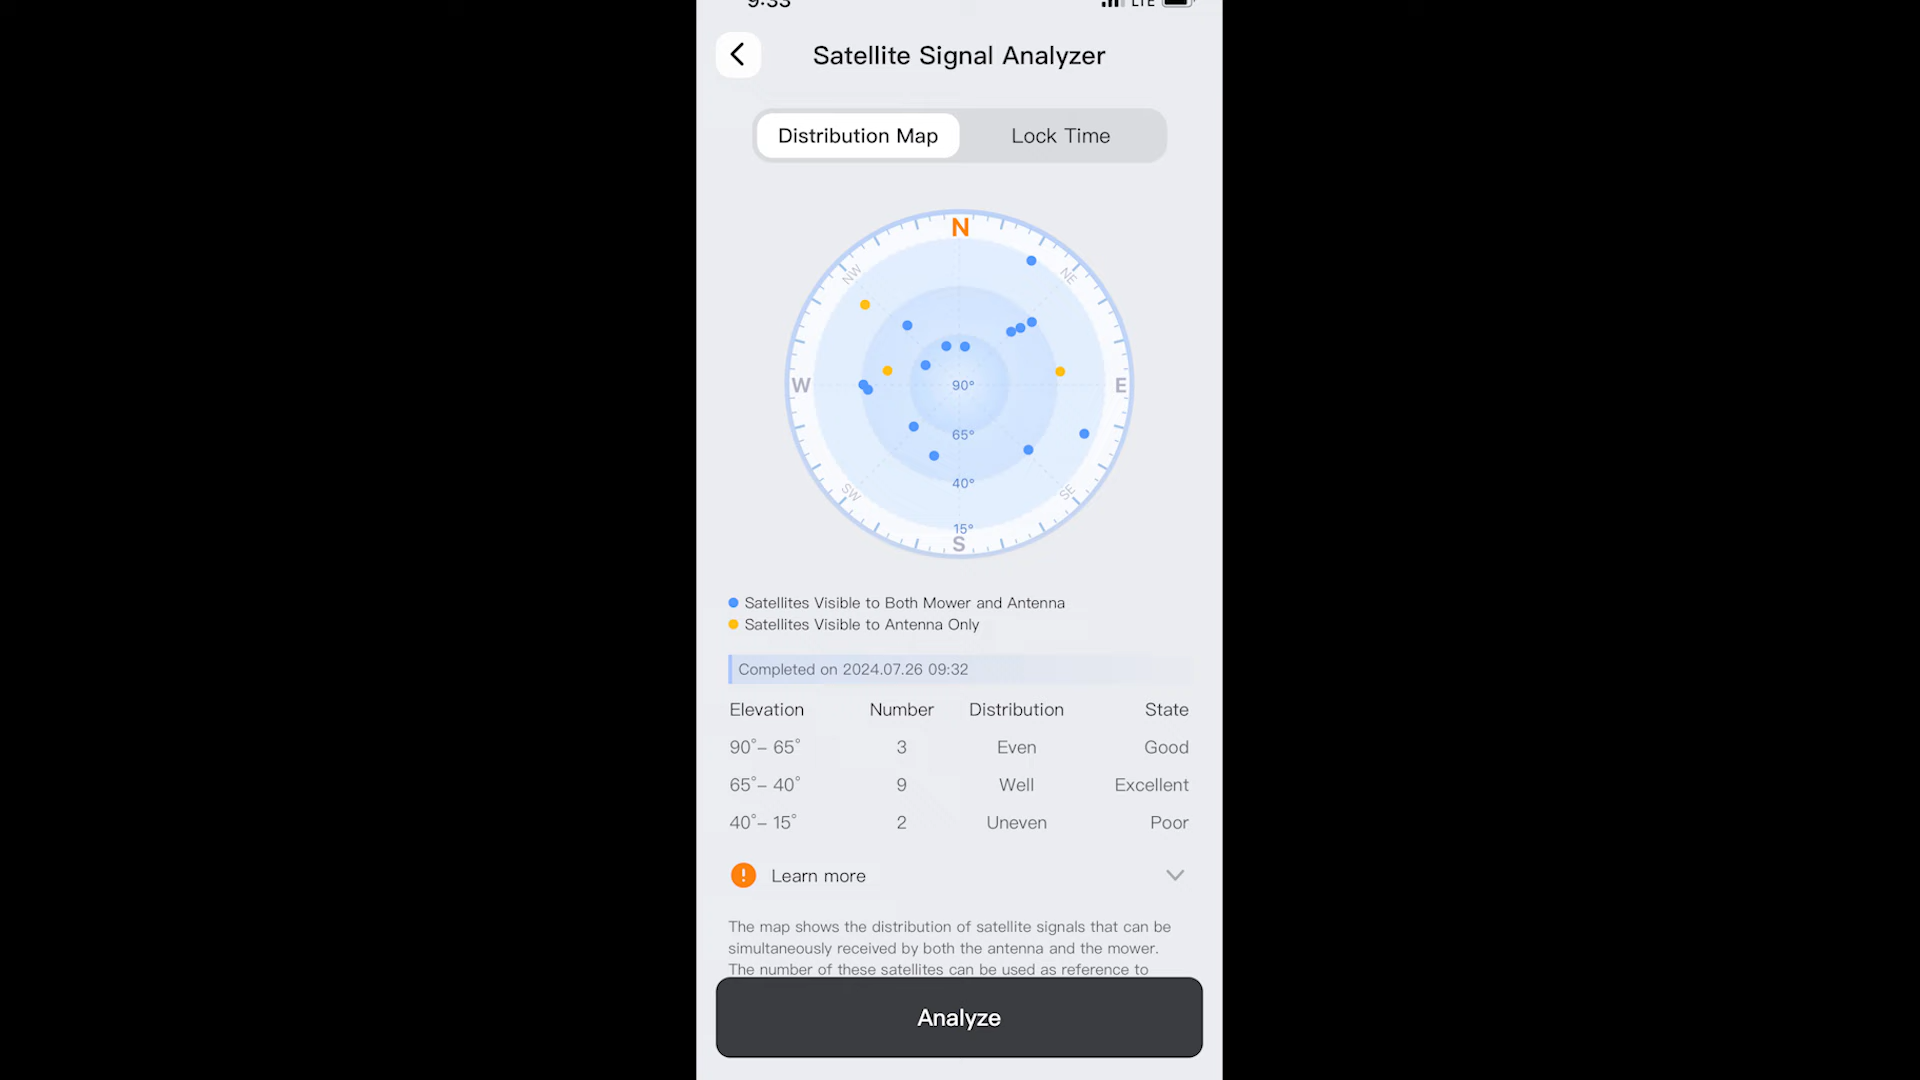 9:33 LTE
Satellite Signal Analyzer
Distribution Map Lock Time
N
NW NE
W 90° E
65°
40°
SW SE
15°
S
Satellites Visible to Both Mower and Antenna
Satellites Visible to Antenna Only
Completed on 2024.07.26 09:32
Elevation Number Distribution State
90°– 65° 3 Even Good
65°– 40° 9 Well Excellent
40°– 15° 2 Uneven Poor
! Learn more
The map shows the distribution of satellite signals that can be
simultaneously received by both the antenna and the mower.
The number of these satellites can be used as reference to
Analyze